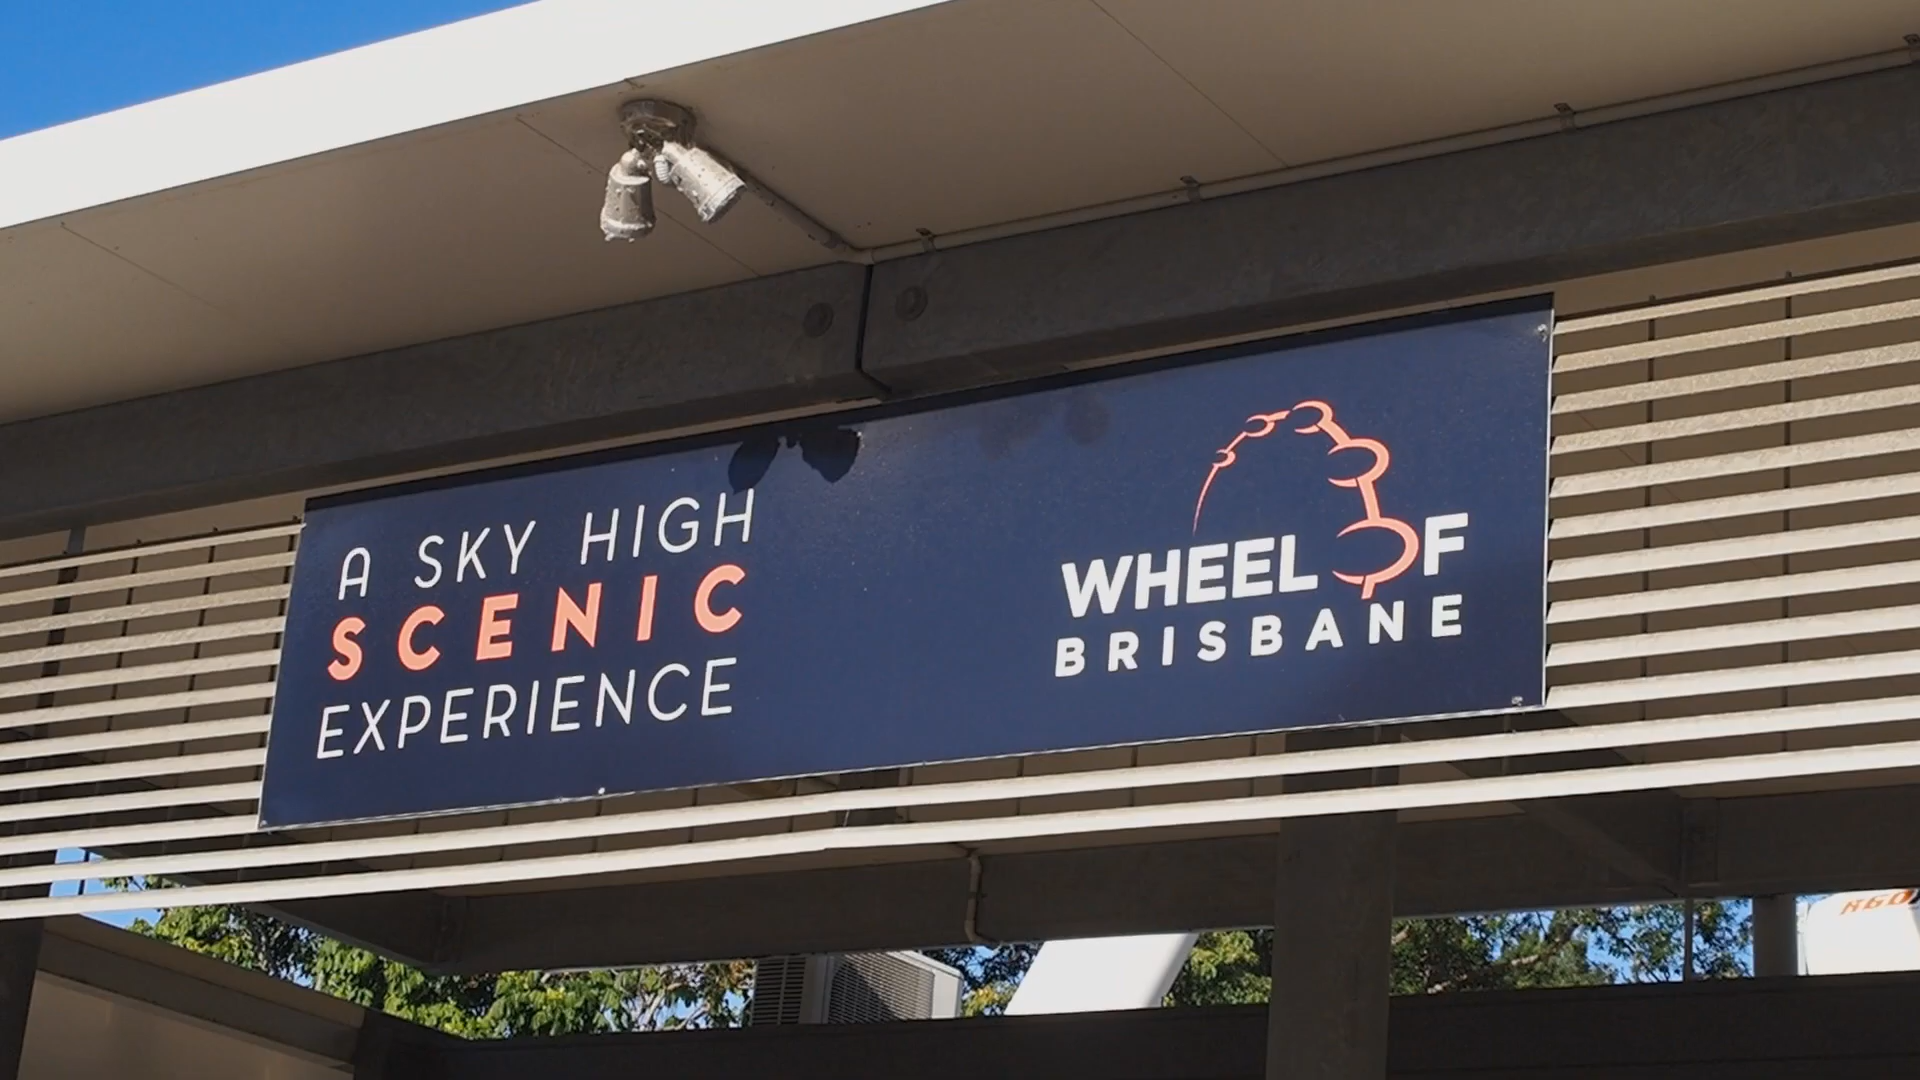 A SKY HIGH
SCENIC
EXPERIENCE
WHEEL OF
BRISBANE